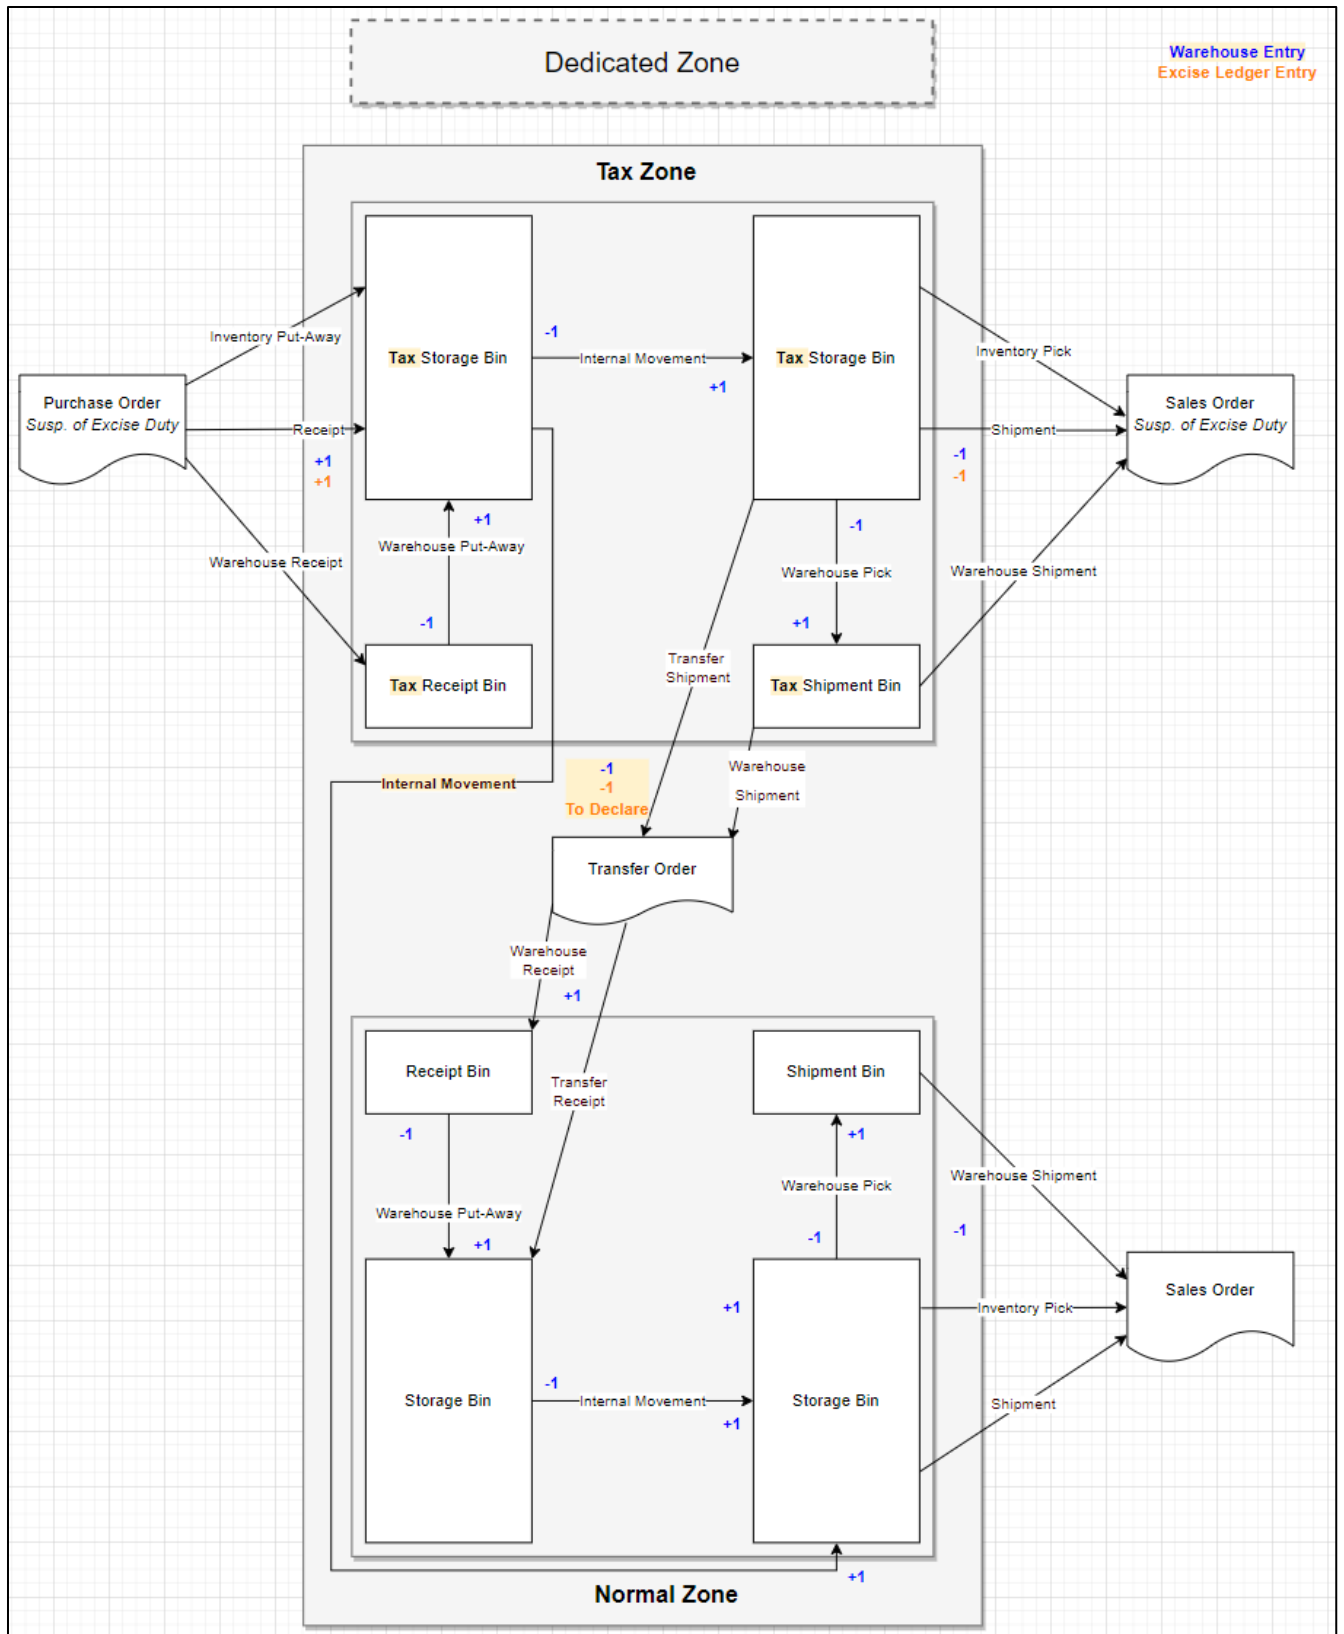 Dedicated Zone
Warehouse Entry
Excise Ledger Entry
Tax Zone
Inventory Put-Away
Tax Storage Bin
-1
Internal Movement
+1
Tax Storage Bin
Inventory Pick
Purchase Order
Susp. of Excise Duty
Receipt
+1
+1
Shipment
-1
-1
Sales Order
Susp. of Excise Duty
+1
Warehouse Put-Away
-1
Warehouse Receipt
Tax Receipt Bin
-1
Warehouse Pick
+1
Warehouse Shipment
Transfer
Shipment
Tax Shipment Bin
Internal Movement
-1
-1
To Declare
Warehouse
Shipment
Transfer Order
Warehouse
Receipt
+1
Receipt Bin
Transfer
Receipt
Shipment Bin
-1
+1
Warehouse Put-Away
+1
Warehouse Pick
-1
Warehouse Shipment
-1
Sales Order
+1
Inventory Pick
Storage Bin
-1
Internal Movement
+1
Storage Bin
Shipment
+1
Normal Zone